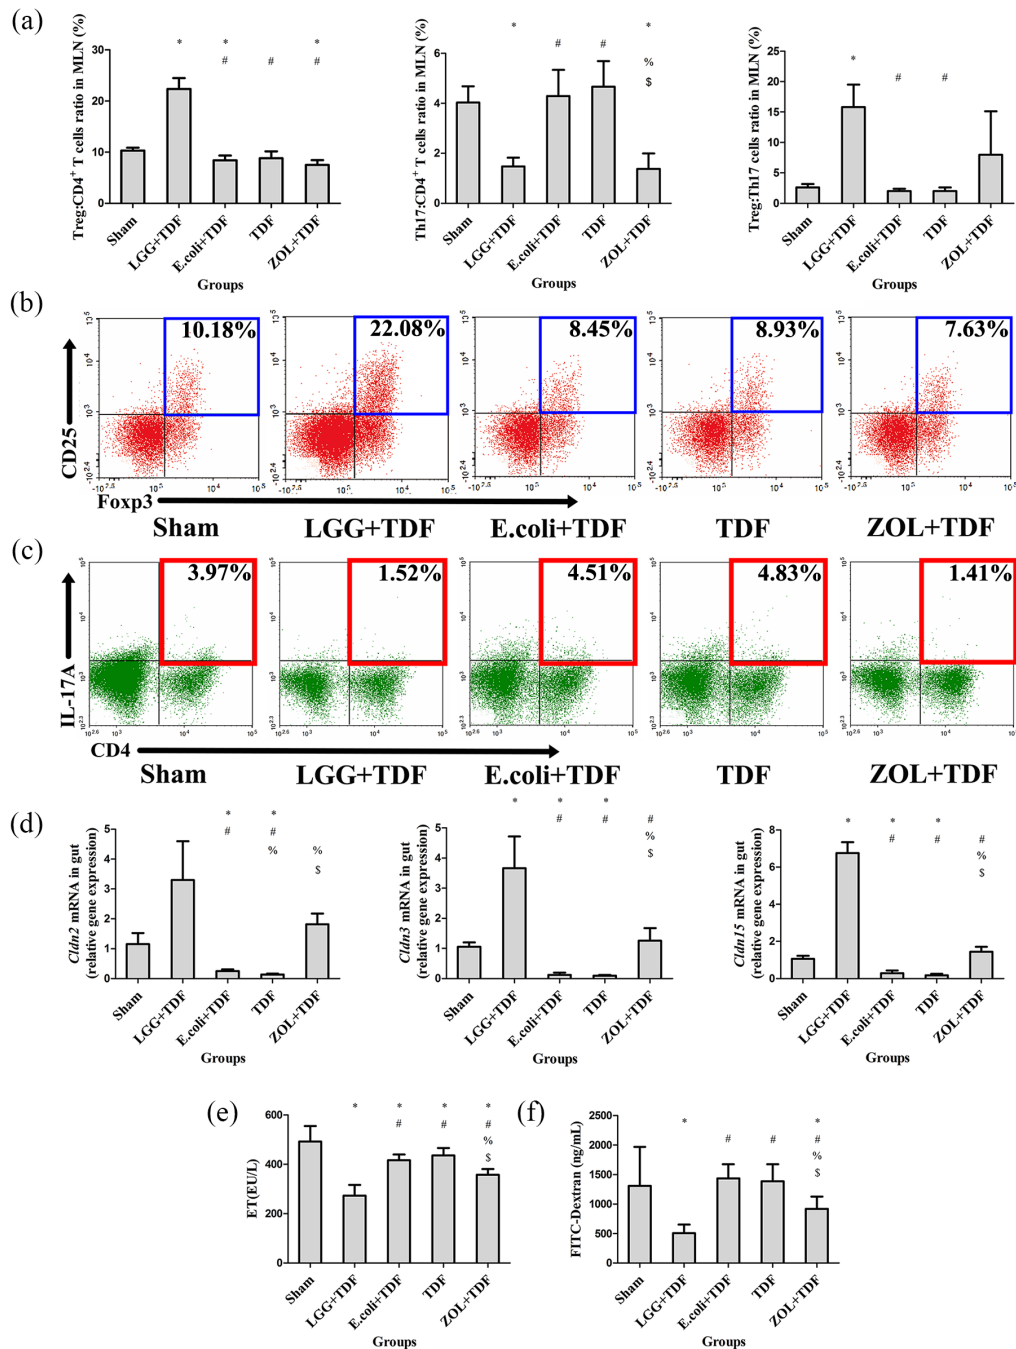 (a)
Treg:CD4+ T cells ratio in MLN (%)
30
20
10
0
* * *
# # #
Sham LGG+TDF E.coli+TDF TDF ZOL+TDF
Groups
Th17:CD4+ T cells ratio in MLN (%)
6
4
2
0
* # # *
%
$
Sham LGG+TDF E.coli+TDF TDF ZOL+TDF
Groups
Treg:Th17 cells ratio in MLN (%)
25
20
15
10
5
0
* # #
Sham LGG+TDF E.coli+TDF TDF ZOL+TDF
Groups
(b)
10.18% 22.08% 8.45% 8.93% 7.63%
CD25
Foxp3
Sham LGG+TDF E.coli+TDF TDF ZOL+TDF
(c)
3.97% 1.52% 4.51% 4.83% 1.41%
IL-17A
CD4
Sham LGG+TDF E.coli+TDF TDF ZOL+TDF
(d)
Cldn2 mRNA in gut
(relative gene expression)
5
4
3
2
1
0
* *
# #
% %
$
Sham LGG+TDF E.coli+TDF TDF ZOL+TDF
Groups
Cldn3 mRNA in gut
(relative gene expression)
5
4
3
2
1
0
* * *
# # #
%
$
Sham LGG+TDF E.coli+TDF TDF ZOL+TDF
Groups
Cldn15 mRNA in gut
(relative gene expression)
8
6
4
2
0
* * *
# # #
%
$
Sham LGG+TDF E.coli+TDF TDF ZOL+TDF
Groups
(e)
ET(EU/L)
600
400
200
0
* * * *
# # #
%
$
Sham LGG+TDF E.coli+TDF TDF ZOL+TDF
Groups
(f)
FITC-Dextran (ng/mL)
2500
2000
1500
1000
500
0
* # # *
#
%
$
Sham LGG+TDF E.coli+TDF TDF ZOL+TDF
Groups